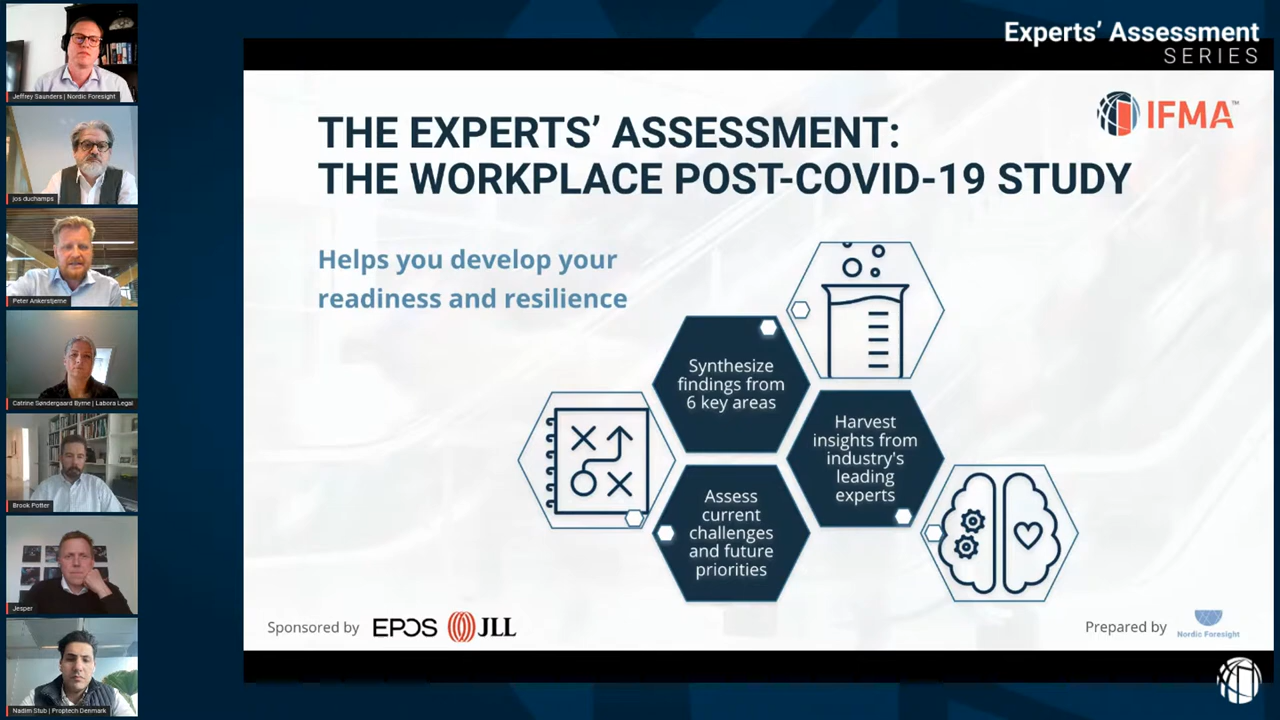 Experts' Assessment
SERIES
IFMA™
THE EXPERTS' ASSESSMENT:
THE WORKPLACE POST-COVID-19 STUDY
Helps you develop your
readiness and resilience
Synthesize
findings from
6 key areas
Harvest
insights from
industry's
leading
experts
Assess
current
challenges
and future
priorities
Sponsored by EPOS JLL
Prepared by Nordic Foresight
Jeffrey Saunders | Nordic Foresight
jos duchamps
Peter Ankerstjerne
Catrine Søndergaard Byrne | Labora Legal
Brook Potter
Jesper
Nadim Stub | Proptech Denmark